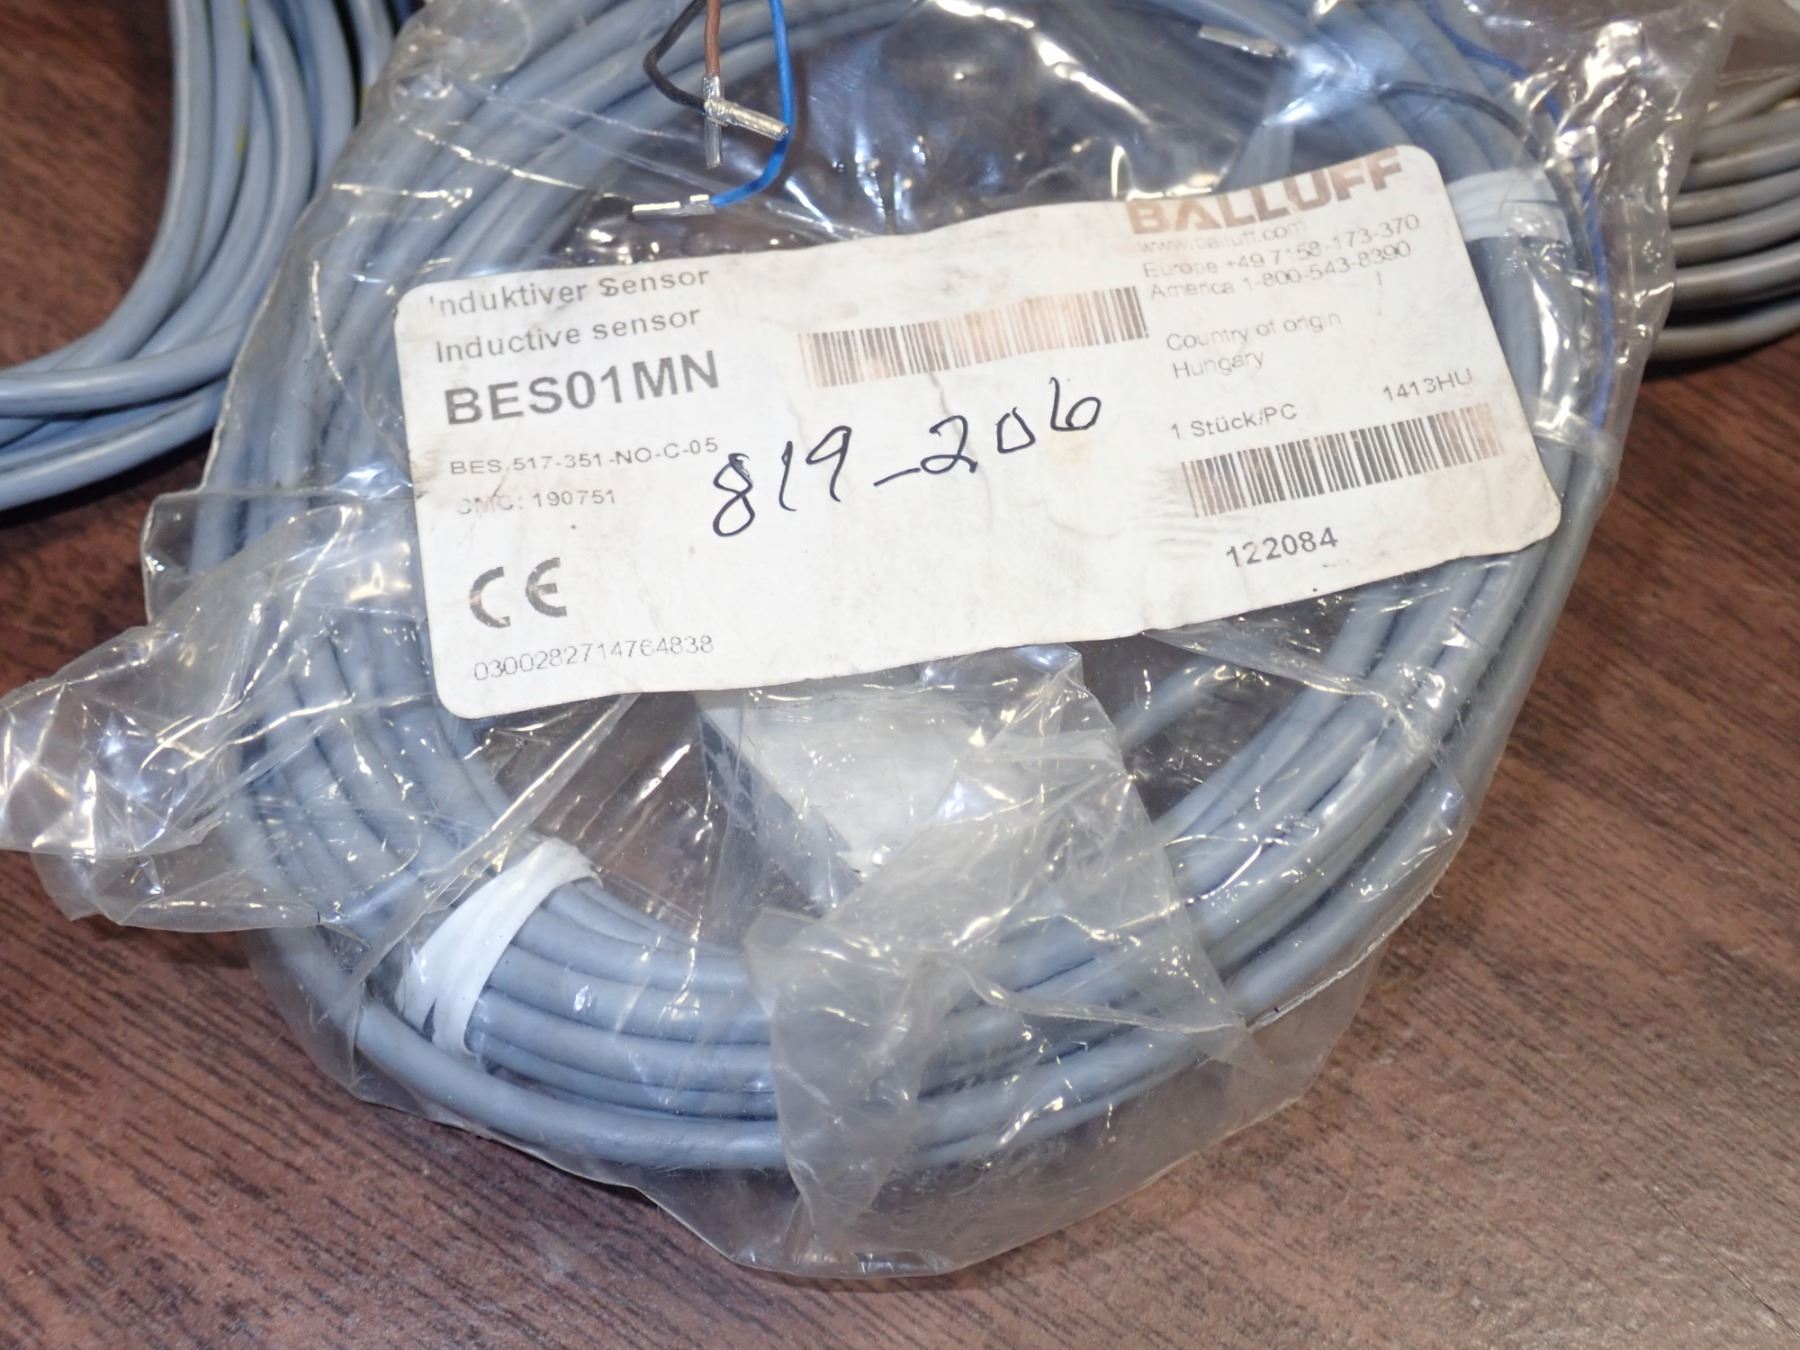 Induktiver Sensor
Inductive sensor
BES01MN
BES 517-351-NO-C-05
CMC: 190751
CE
0300282714764838
819-206
BALLUFF
www.balluff.com
Europe +49 7158-173-370
America 1-800-543-8390
Country of origin
Hungary
1 Stück/PC 1413HU
122084